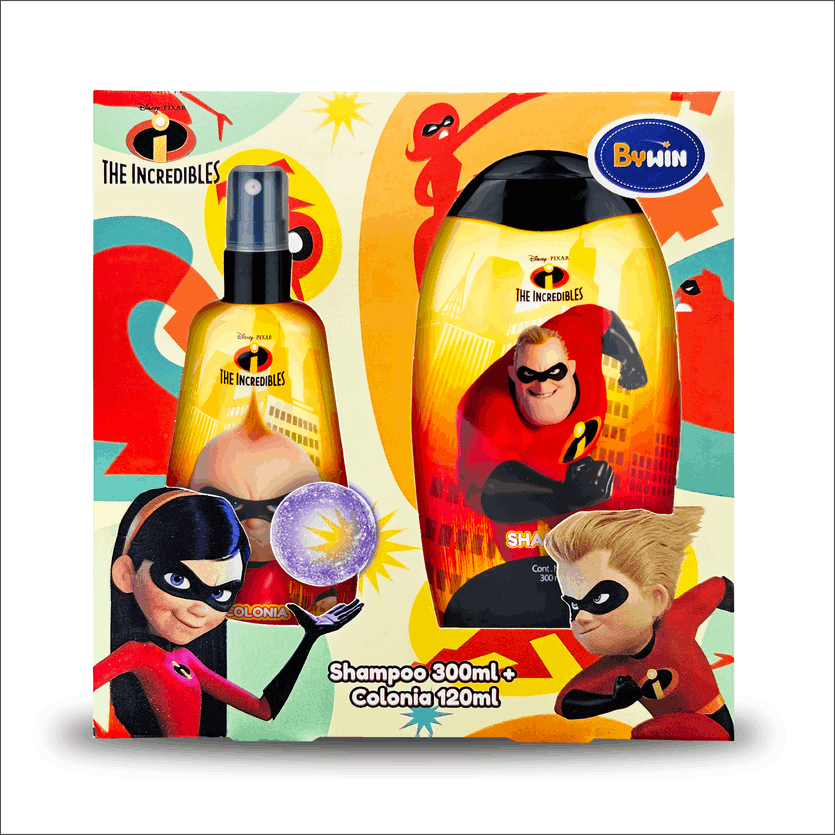 Disney · PIXAR
THE INCREDIBLES
BYWIN
Disney · PIXAR
THE INCREDIBLES
Disney · PIXAR
THE INCREDIBLES
SHA
Cont. N
300 m
COLONIA
Shampoo 300ml +
Colonia 120ml